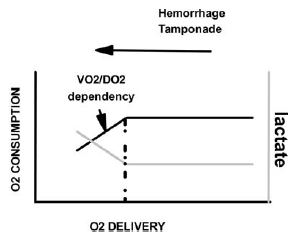 Hemorrhage
Tamponade
VO2/DO2
dependency
O2 CONSUMPTION
lactate
O2 DELIVERY